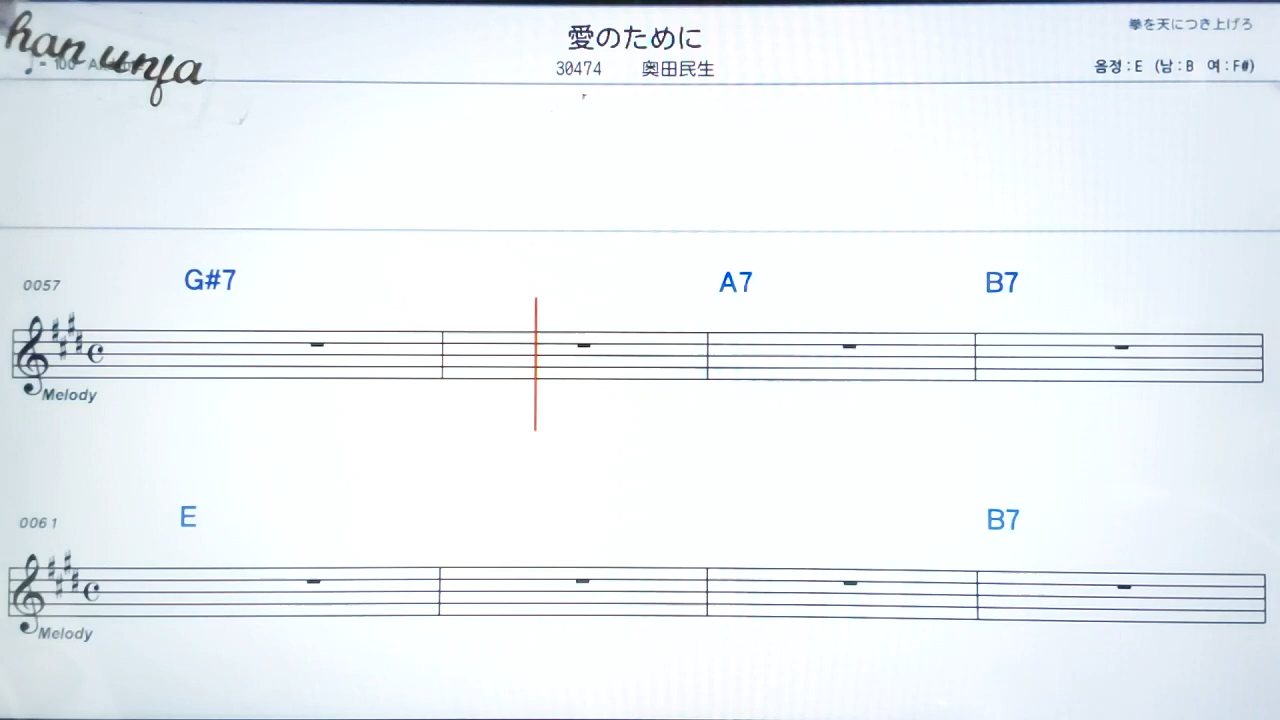 han unja
愛のために
拳を天につき上げろ
30474 奥田民生
음정:E (남:B 여:F#)
0057 G#7 A7 B7
Melody
0061 E B7
Melody